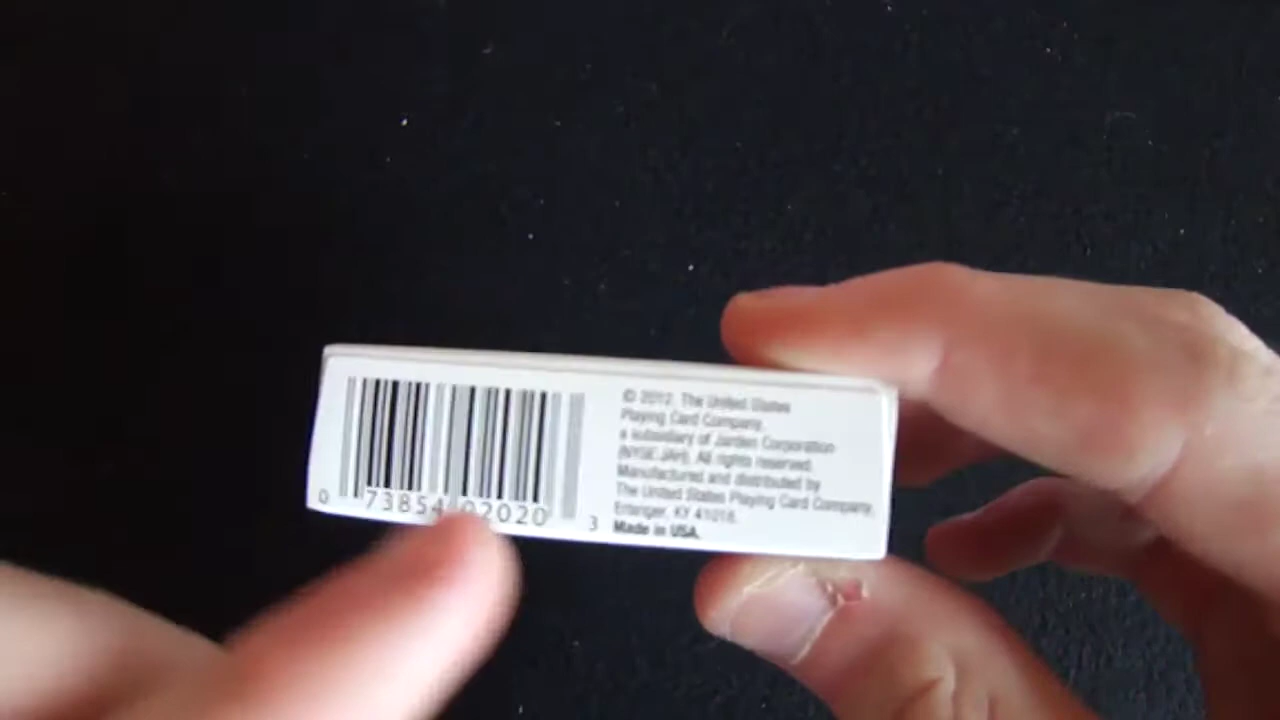 0 73854 02020 3
© 2012, The United States
Playing Card Company,
a subsidiary of Jarden Corporation
(NYSE:JAH). All rights reserved.
Manufactured and distributed by
The United States Playing Card Company,
Erlanger, KY 41018.
Made in USA.